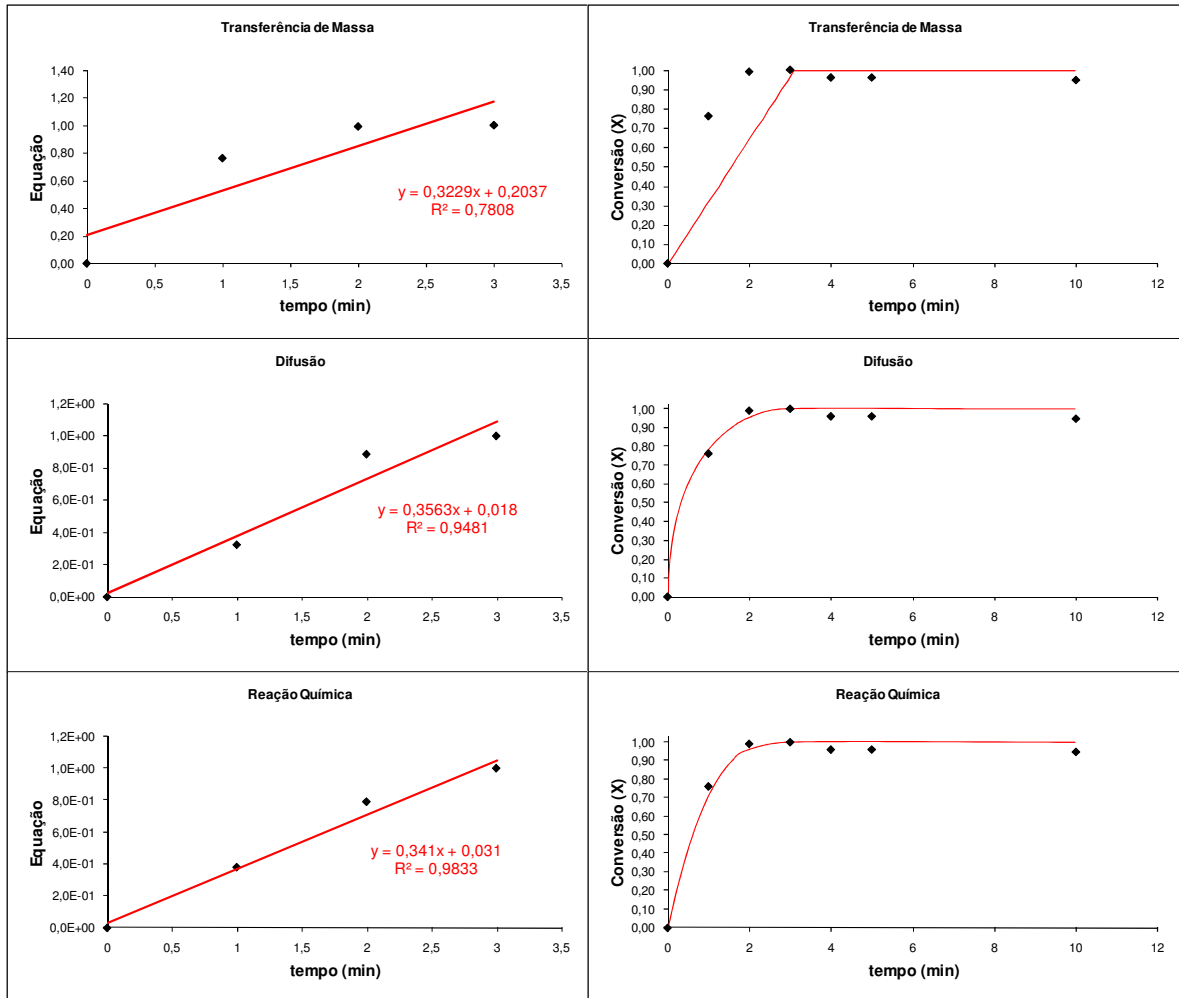 Transferência de Massa
1,40
1,20
1,00
0,80
0,60
0,40
0,20
0,00
Equação
y = 0,3229x + 0,2037
R² = 0,7808
0 0,5 1 1,5 2 2,5 3 3,5
tempo (min)
Transferência de Massa
1,00
0,90
0,80
0,70
0,60
0,50
0,40
0,30
0,20
0,10
0,00
Conversão (X)
0 2 4 6 8 10 12
tempo (min)
Difusão
1,2E+00
1,0E+00
8,0E-01
6,0E-01
4,0E-01
2,0E-01
0,0E+00
Equação
y = 0,3563x + 0,018
R² = 0,9481
0 0,5 1 1,5 2 2,5 3 3,5
tempo (min)
Difusão
1,00
0,90
0,80
0,70
0,60
0,50
0,40
0,30
0,20
0,10
0,00
Conversão (X)
0 2 4 6 8 10 12
tempo (min)
Reação Química
1,2E+00
1,0E+00
8,0E-01
6,0E-01
4,0E-01
2,0E-01
0,0E+00
Equação
y = 0,341x + 0,031
R² = 0,9833
0 0,5 1 1,5 2 2,5 3 3,5
tempo (min)
Reação Química
1,00
0,90
0,80
0,70
0,60
0,50
0,40
0,30
0,20
0,10
0,00
Conversão (X)
0 2 4 6 8 10 12
tempo (min)